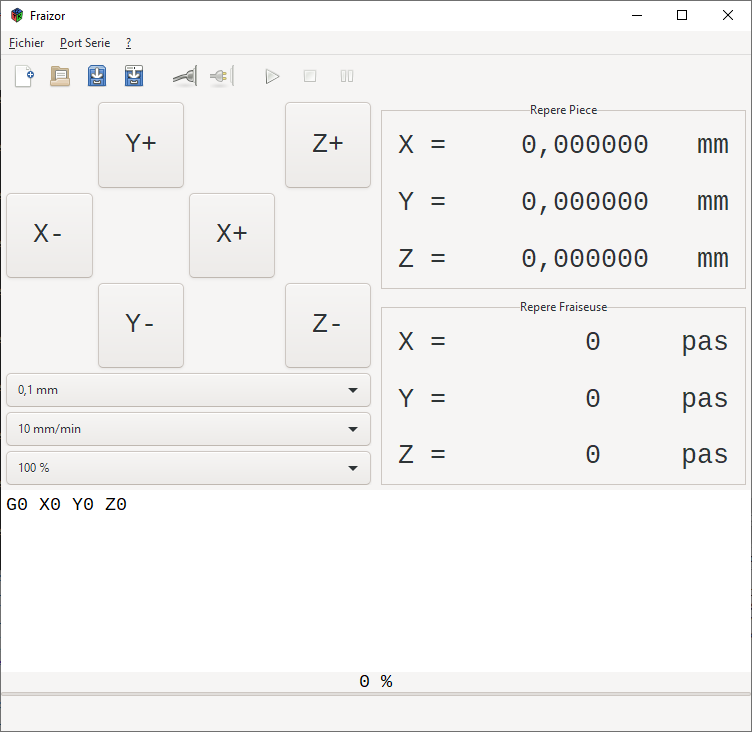 Fraizor
Fichier Port Serie ?
Y+ Z+
X- X+
Y- Z-
0,1 mm
10 mm/min
100 %
Repere Piece
X = 0,000000 mm
Y = 0,000000 mm
Z = 0,000000 mm
Repere Fraiseuse
X = 0 pas
Y = 0 pas
Z = 0 pas
G0 X0 Y0 Z0
0 %